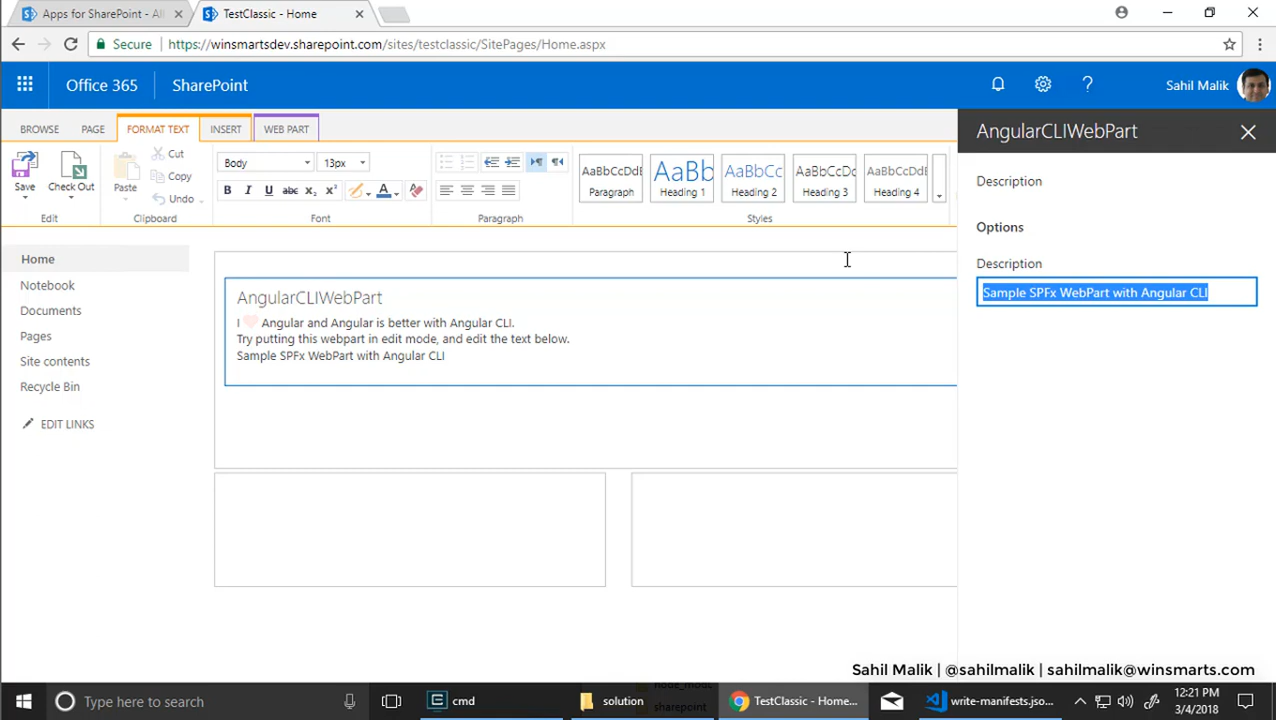 Apps for SharePoint - All
TestClassic - Home
Secure
https://winsmartsdev.sharepoint.com/sites/testclassic/SitePages/Home.aspx
Office 365
SharePoint
Sahil Malik
BROWSE
PAGE
FORMAT TEXT
INSERT
WEB PART
Save
Check Out
Edit
Paste
Cut
Copy
Undo
Clipboard
Body
13px
B I U abc x₂ x²
A
Font
Paragraph
AaBbCcDdE
Paragraph
AaBb
Heading 1
AaBbCc
Heading 2
AaBbCcDc
Heading 3
AaBbCcDdE
Heading 4
Styles
AngularCLIWebPart
Description
Options
Description
Sample SPFx WebPart with Angular CLI
Home
Notebook
Documents
Pages
Site contents
Recycle Bin
EDIT LINKS
AngularCLIWebPart
I Angular and Angular is better with Angular CLI.
Try putting this webpart in edit mode, and edit the text below.
Sample SPFx WebPart with Angular CLI
Sahil Malik | @sahilmalik | sahilmalik@winsmarts.com
Type here to search
cmd
solution
node_mod
sharepoint
TestClassic - Home...
write-manifests.jso...
12:21 PM
3/4/2018